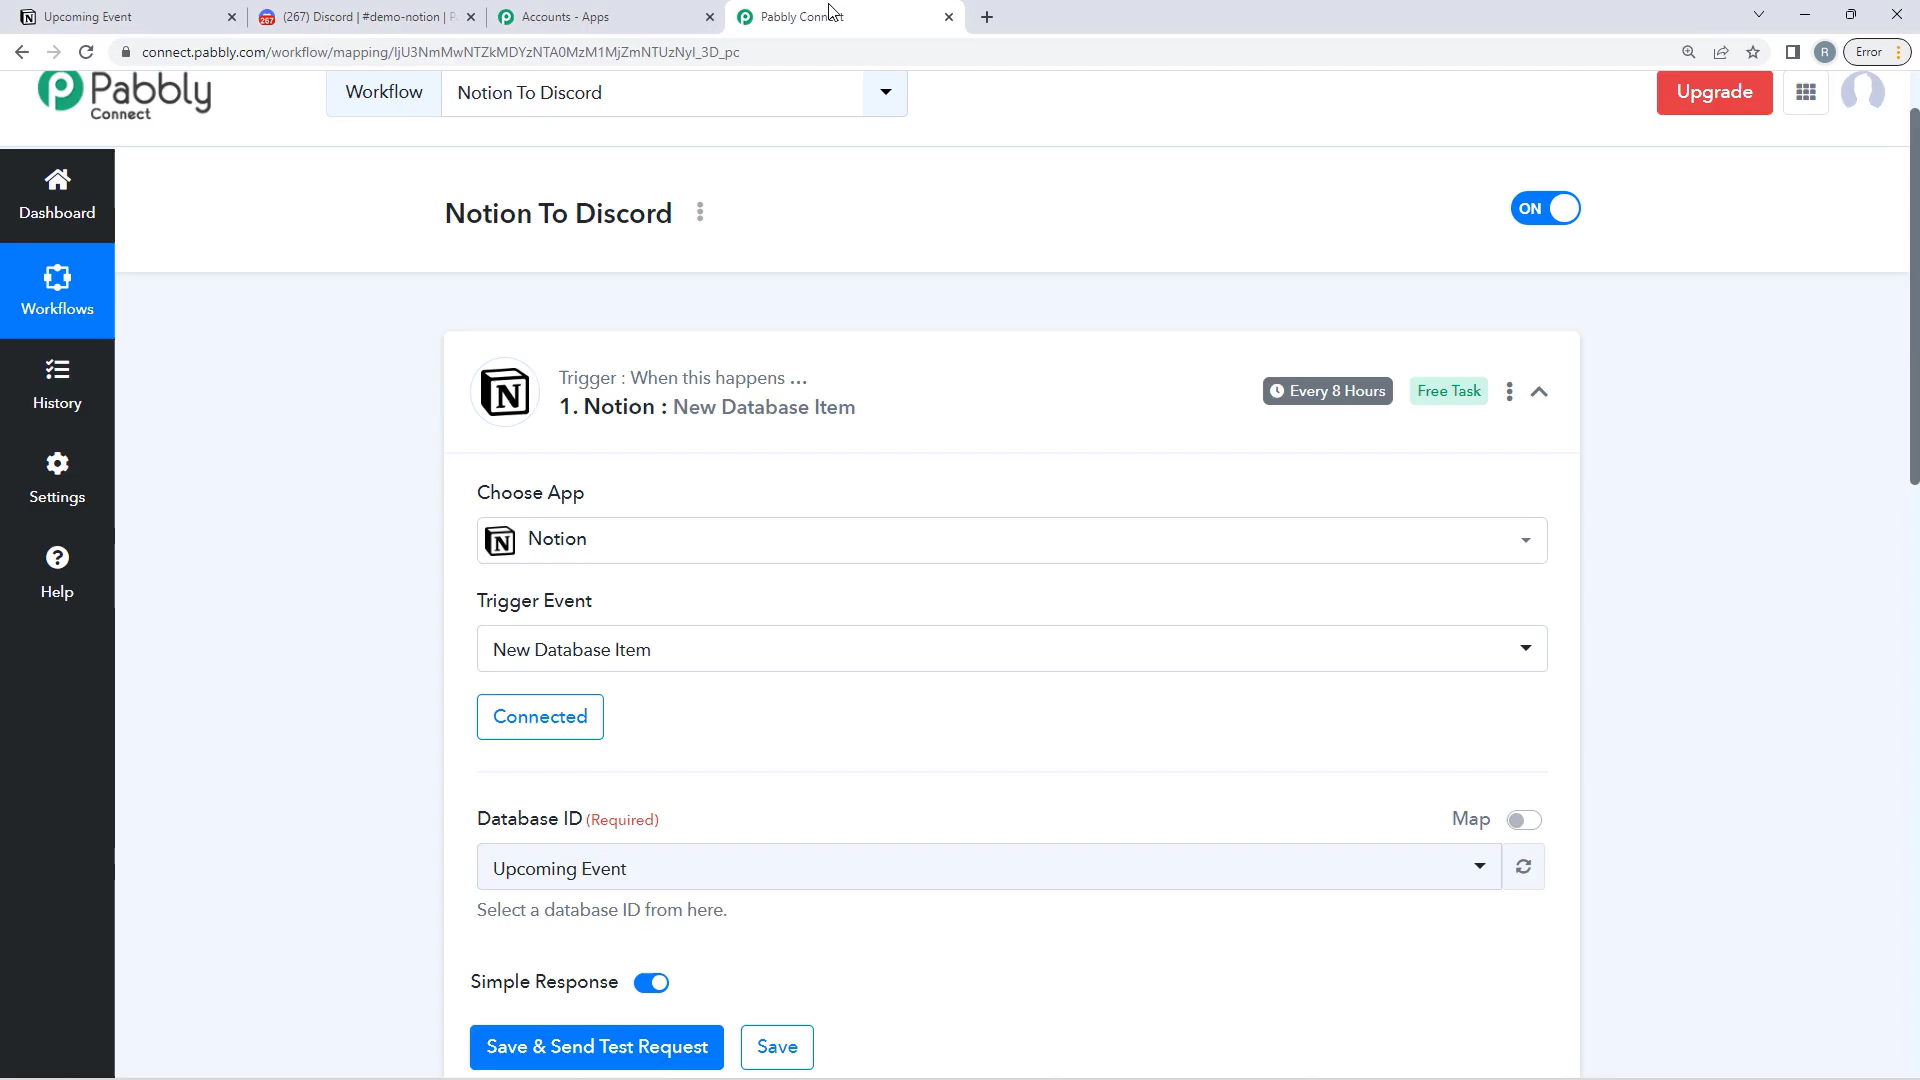 Upcoming Event
(267) Discord | #demo-notion | P
Accounts - Apps
Pabbly Connect
connect.pabbly.com/workflow/mapping/IjU3NmMwNTZkMDYzNTA0MzM1MjZmNTUzNyI_3D_pc
R
Error
Pabbly
Connect
Workflow
Notion To Discord
Upgrade
Dashboard
Workflows
History
Settings
Help
Notion To Discord
ON
Trigger : When this happens ...
1. Notion : New Database Item
Every 8 Hours
Free Task
Choose App
Notion
Trigger Event
New Database Item
Connected
Database ID (Required)
Map
Upcoming Event
Select a database ID from here.
Simple Response
Save & Send Test Request
Save